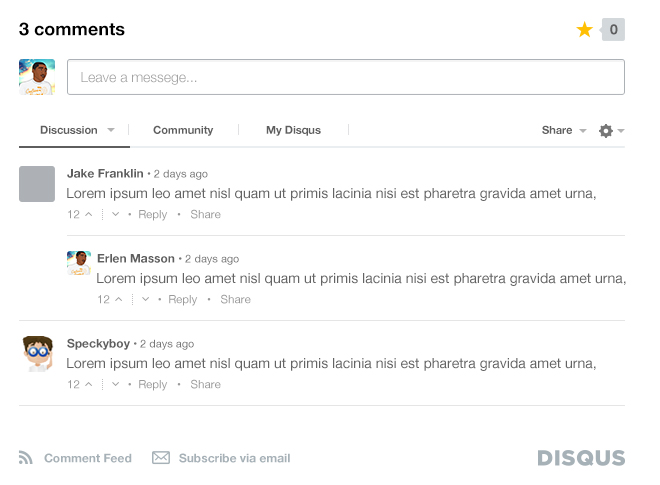 3 comments
0
Leave a messege...
Discussion Community My Disqus Share
Jake Franklin • 2 days ago
Lorem ipsum leo amet nisl quam ut primis lacinia nisi est pharetra gravida amet urna,
12 • Reply • Share
Erlen Masson • 2 days ago
Lorem ipsum leo amet nisl quam ut primis lacinia nisi est pharetra gravida amet urna,
12 • Reply • Share
Speckyboy • 2 days ago
Lorem ipsum leo amet nisl quam ut primis lacinia nisi est pharetra gravida amet urna,
12 • Reply • Share
Comment Feed Subscribe via email DISQUS